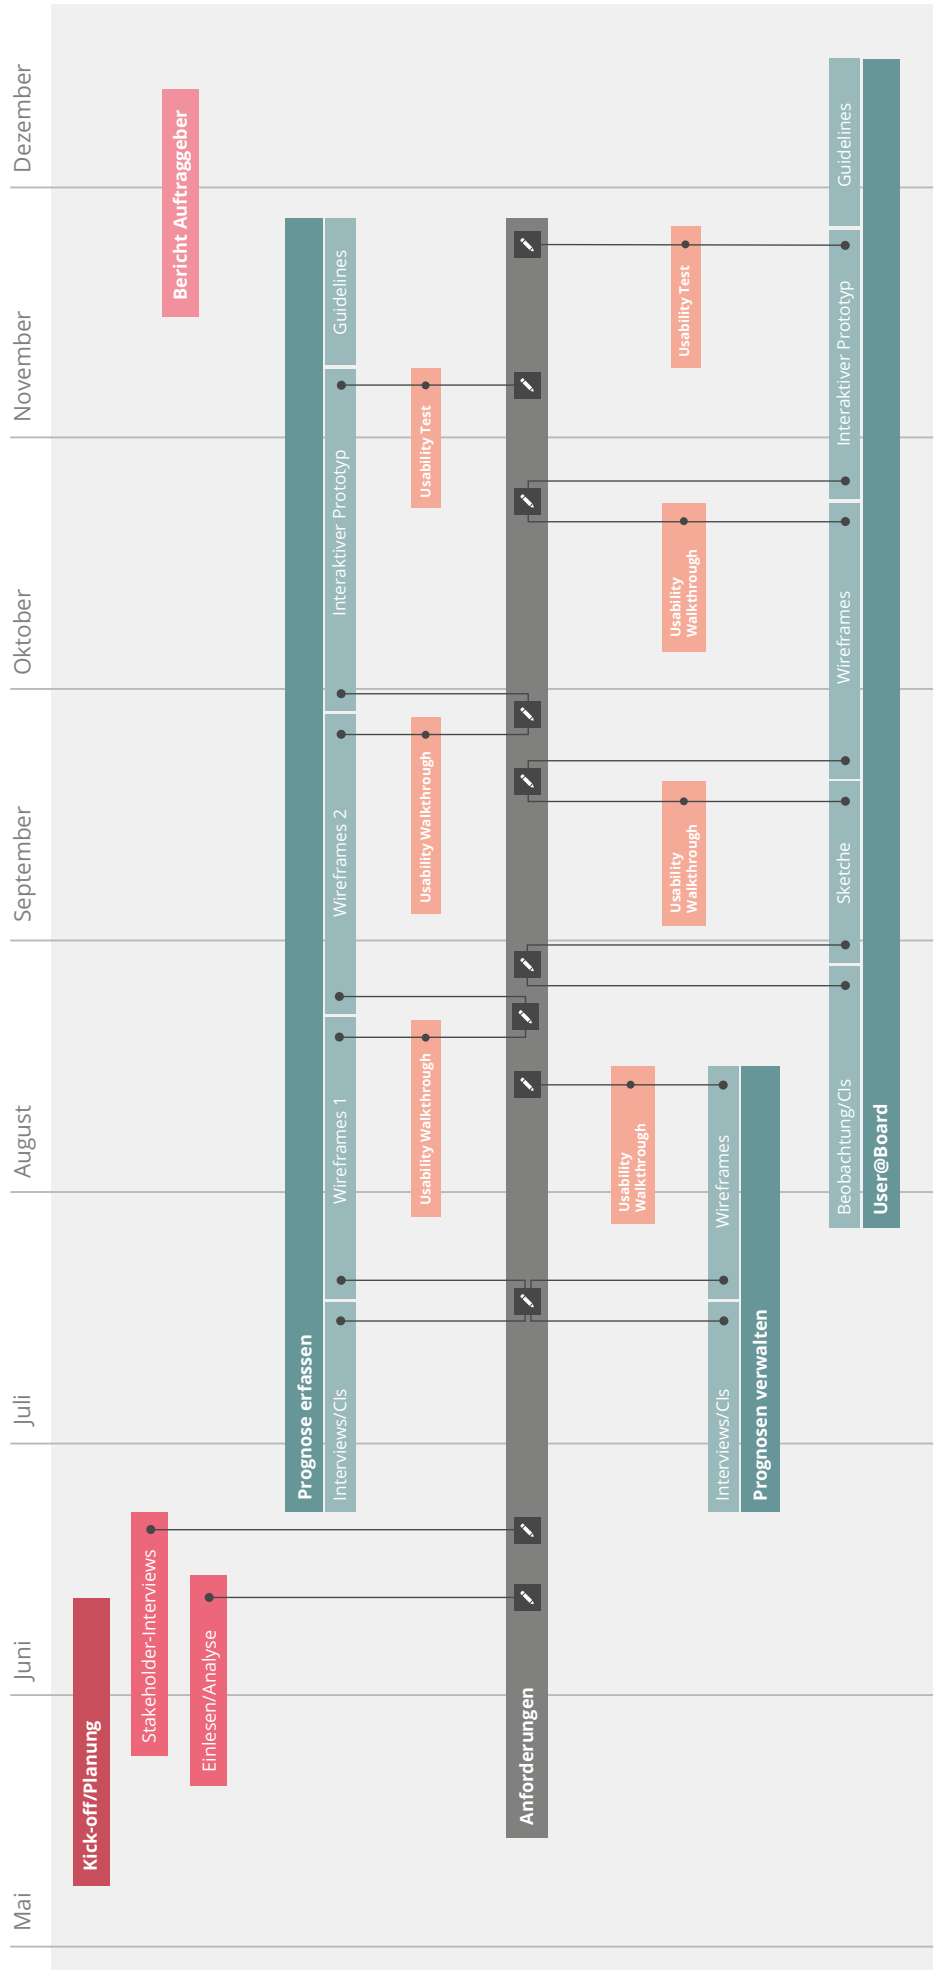 Mai
Juni
Juli
August
September
Oktober
November
Dezember
Kick-off/Planung
Stakeholder-Interviews
Einlesen/Analyse
Bericht Auftraggeber
Prognose erfassen
Interviews/CIs
Wireframes 1
Wireframes 2
Interaktiver Prototyp
Guidelines
Usability Walkthrough
Usability Walkthrough
Usability Test
Anforderungen
Usability
Walkthrough
Usability
Walkthrough
Usability
Walkthrough
Usability Test
Interviews/CIs
Wireframes
Prognosen verwalten
Beobachtung/CIs
Sketche
Wireframes
Interaktiver Prototyp
Guidelines
User@Board